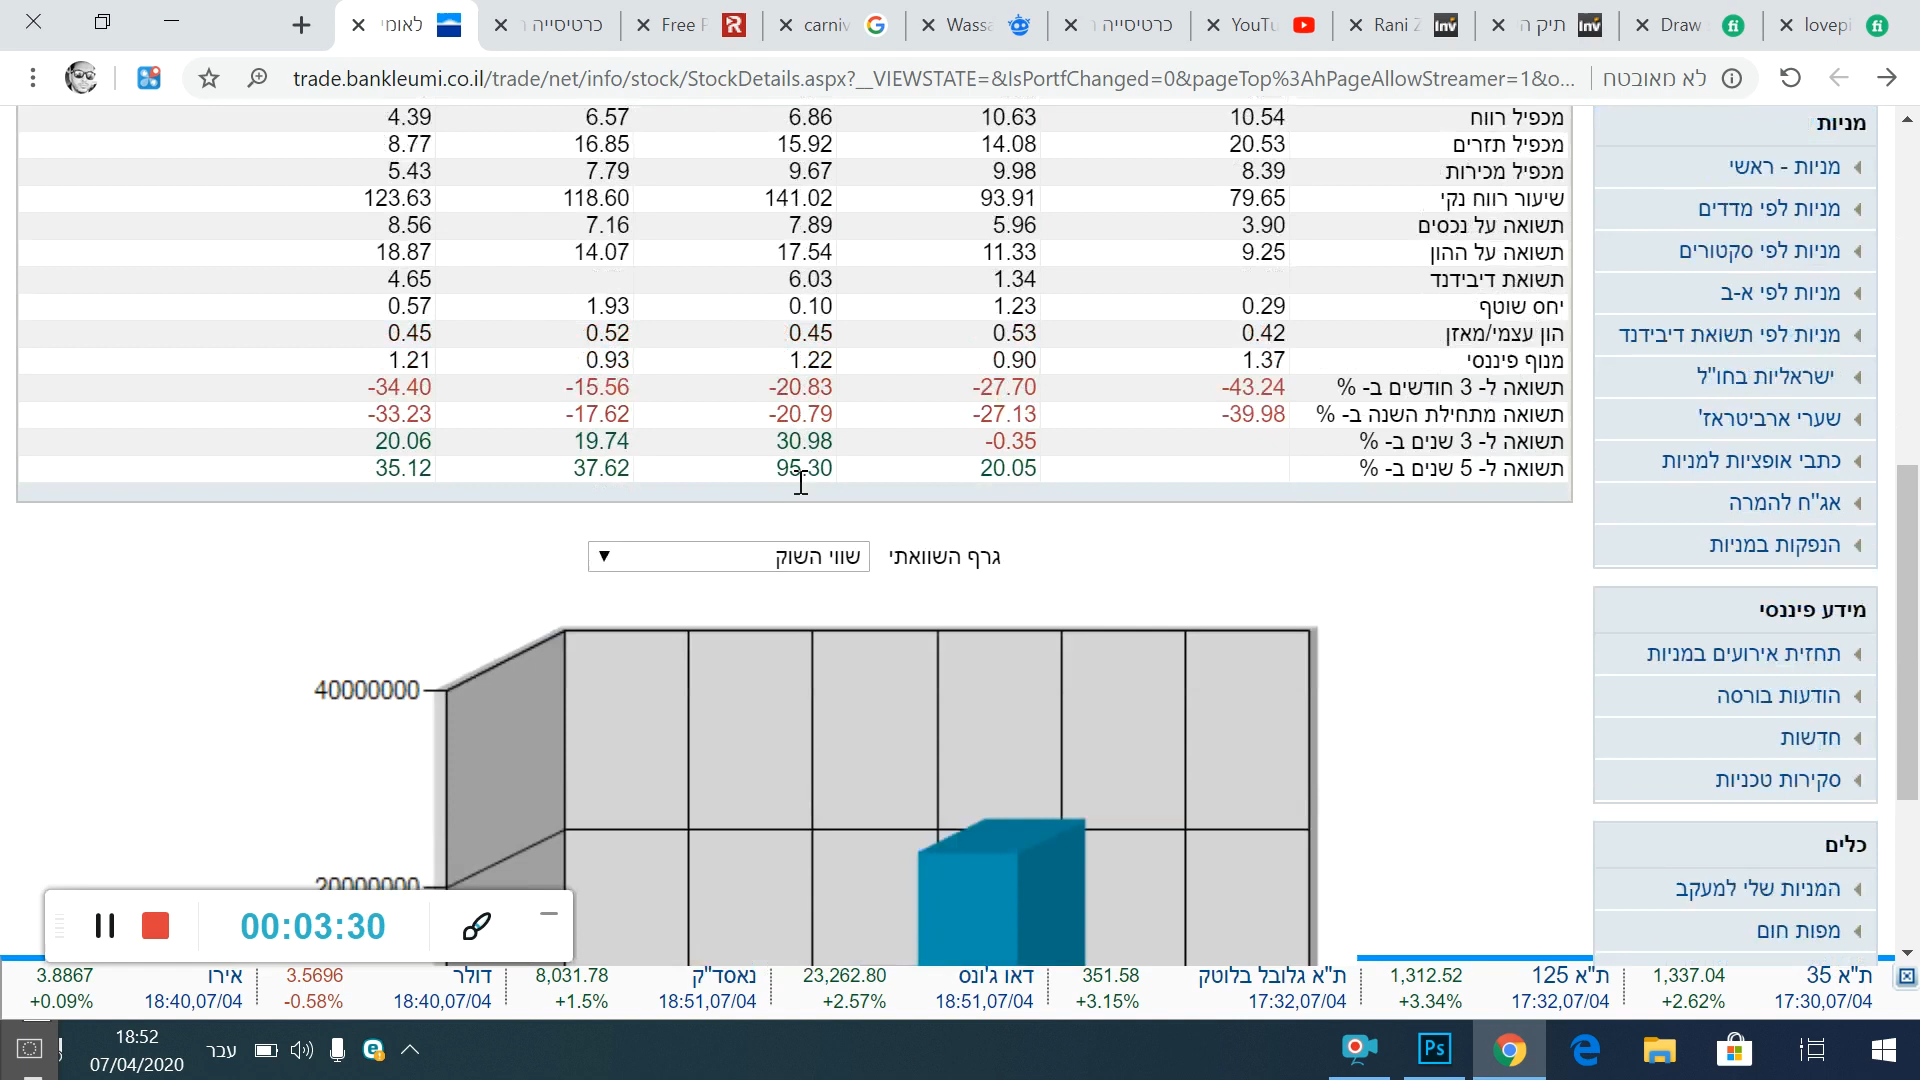 לאומי
כרטיסייה
Free
carniv
Wassa
כרטיסייה
YouTu
Rani
תיק ה
Draw
lovepi
trade.bankleumi.co.il/trade/net/info/stock/StockDetails.aspx?__VIEWSTATE=&IsPortfChanged=0&pageTop%3AhPageAllowStreamer=1&o...
לא מאובטח
מכפיל רווח 10.54 10.63 6.86 6.57 4.39
מכפיל תזרים 20.53 14.08 15.92 16.85 8.77
מכפיל מכירות 8.39 9.98 9.67 7.79 5.43
שיעור רווח נקי 79.65 93.91 141.02 118.60 123.63
תשואה על נכסים 3.90 5.96 7.89 7.16 8.56
תשואה על ההון 9.25 11.33 17.54 14.07 18.87
תשואת דיבידנד 1.34 6.03 4.65
יחס שוטף 0.29 1.23 0.10 1.93 0.57
הון עצמי/מאזן 0.42 0.53 0.45 0.52 0.45
מנוף פיננסי 1.37 0.90 1.22 0.93 1.21
תשואה ל- 3 חודשים ב- % -43.24 -27.70 -20.83 -15.56 -34.40
תשואה מתחילת השנה ב- % -39.98 -27.13 -20.79 -17.62 -33.23
תשואה ל- 3 שנים ב- % -0.35 30.98 19.74 20.06
תשואה ל- 5 שנים ב- % 20.05 95.30 37.62 35.12
גרף השוואתי שווי השוק
40000000
20000000
00:03:30
מניות
מניות - ראשי
מניות לפי מדדים
מניות לפי סקטורים
מניות לפי א-ב
מניות לפי תשואת דיבידנד
ישראליות בחו"ל
שערי ארביטראז'
כתבי אופציות למניות
אג"ח להמרה
הנפקות במניות
מידע פיננסי
תחזית אירועים במניות
הודעות בורסה
חדשות
סקירות טכניות
כלים
המניות שלי למעקב
מפות חום
ת"א 35 1,337.04
17:30,07/04 +2.62%
ת"א 125 1,312.52
17:32,07/04 +3.34%
ת"א גלובל בלוטק 351.58
17:32,07/04 +3.15%
דאו ג'ונס 23,262.80
18:51,07/04 +2.57%
נאסד"ק 8,031.78
18:51,07/04 +1.5%
דולר 3.5696
18:40,07/04 -0.58%
אירו 3.8867
18:40,07/04 +0.09%
18:52
07/04/2020
עבר
Ps